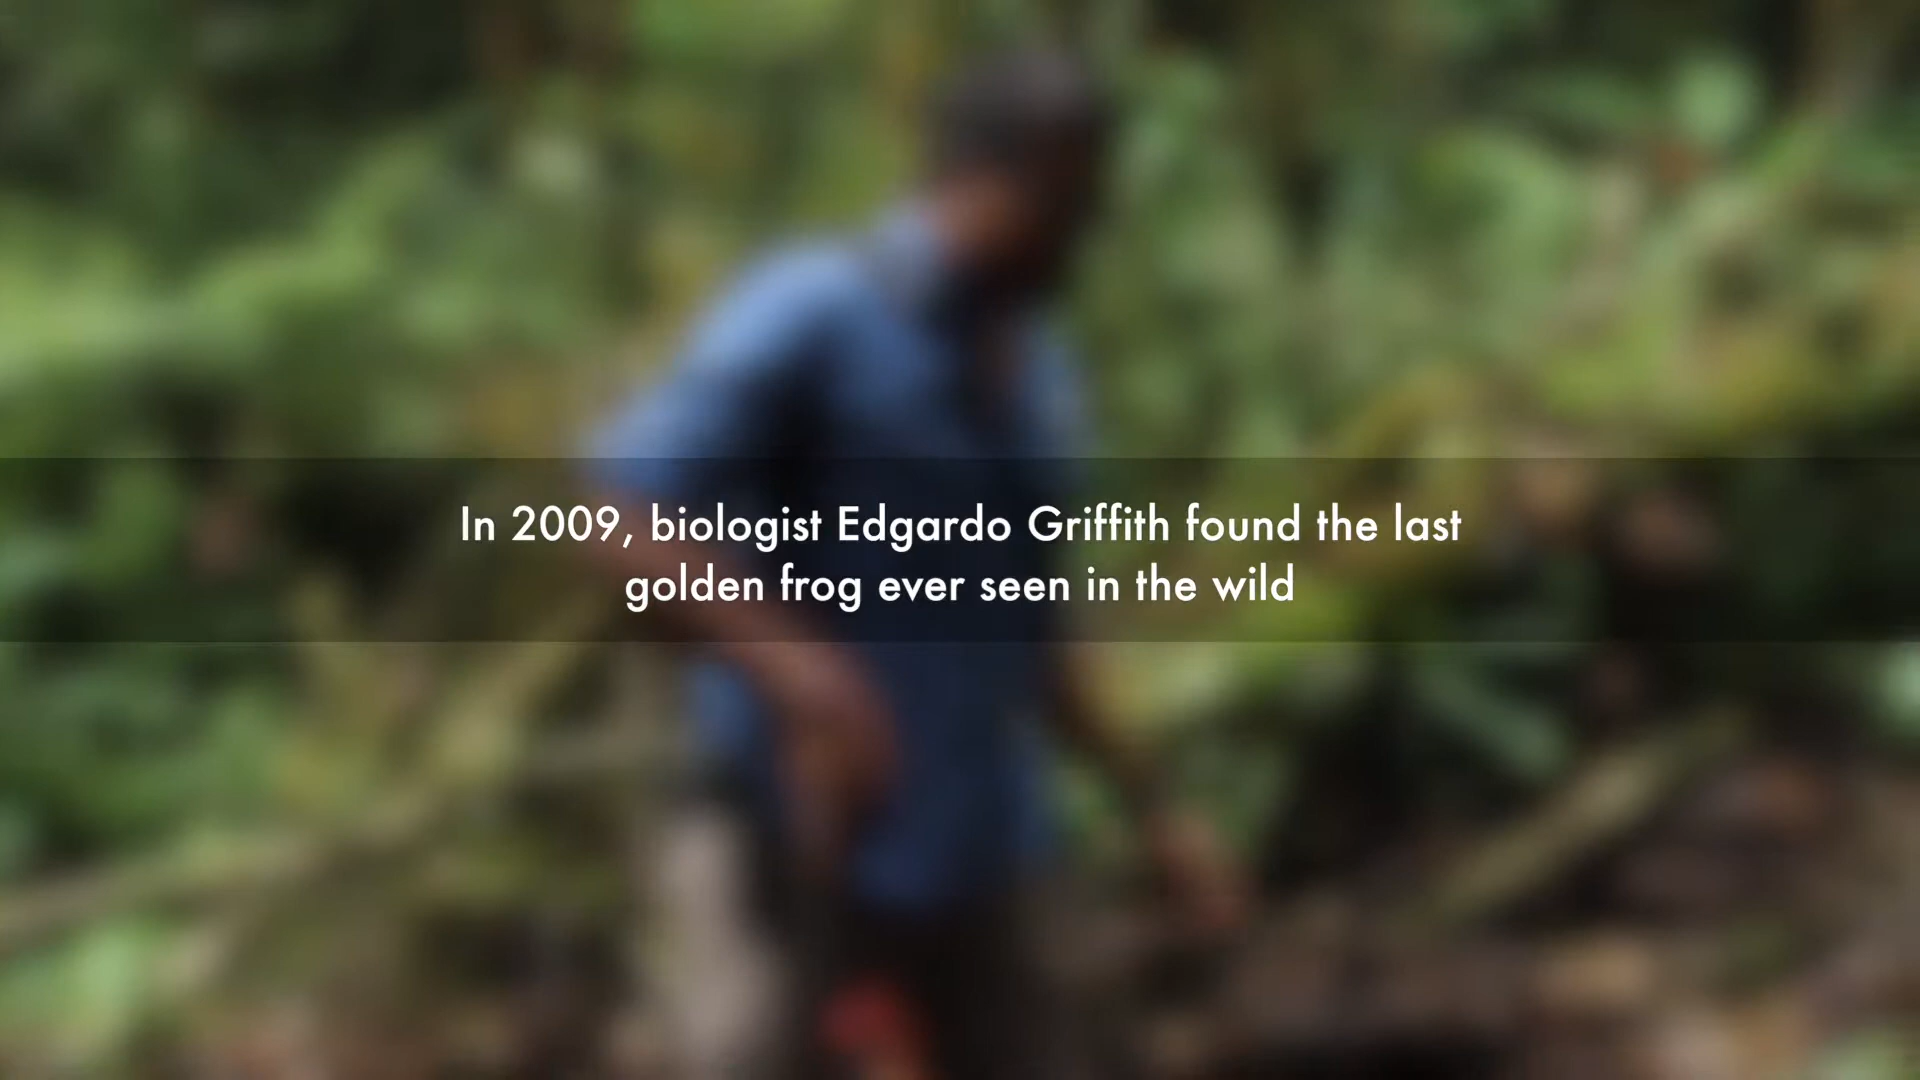 In 2009, biologist Edgardo Griffith found the last
golden frog ever seen in the wild